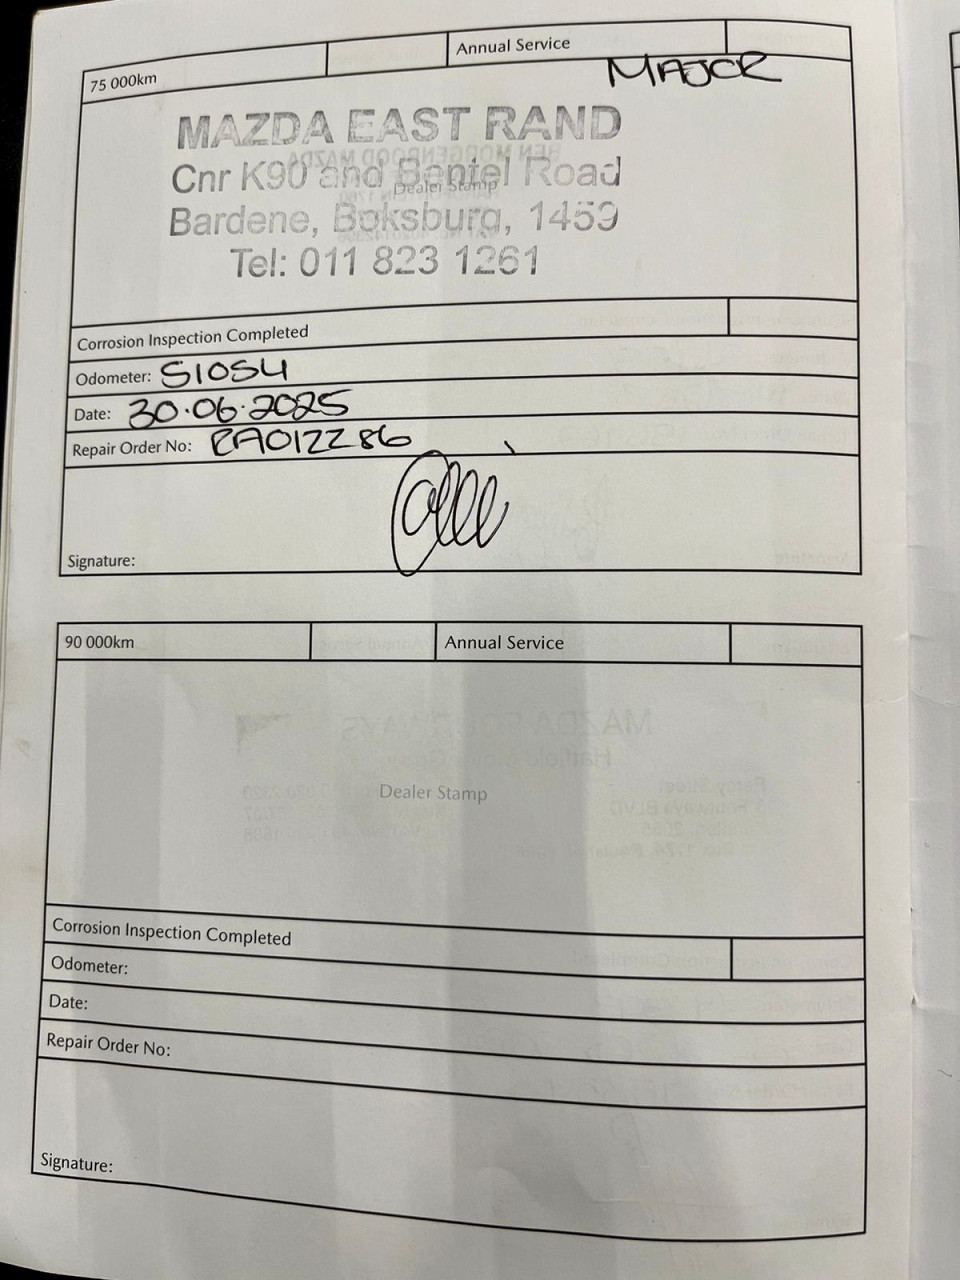 75 000km
Annual Service
MAJOR
MAZDA EAST RAND
Cnr K90 and Bentel Road
Dealer Stamp
Bardene, Boksburg, 1459
Tel: 011 823 1261
Corrosion Inspection Completed
Odometer: 51054
Date: 30.06.2025
Repair Order No: RA012286
Signature:
90 000km
Annual Service
Dealer Stamp
Corrosion Inspection Completed
Odometer:
Date:
Repair Order No:
Signature: